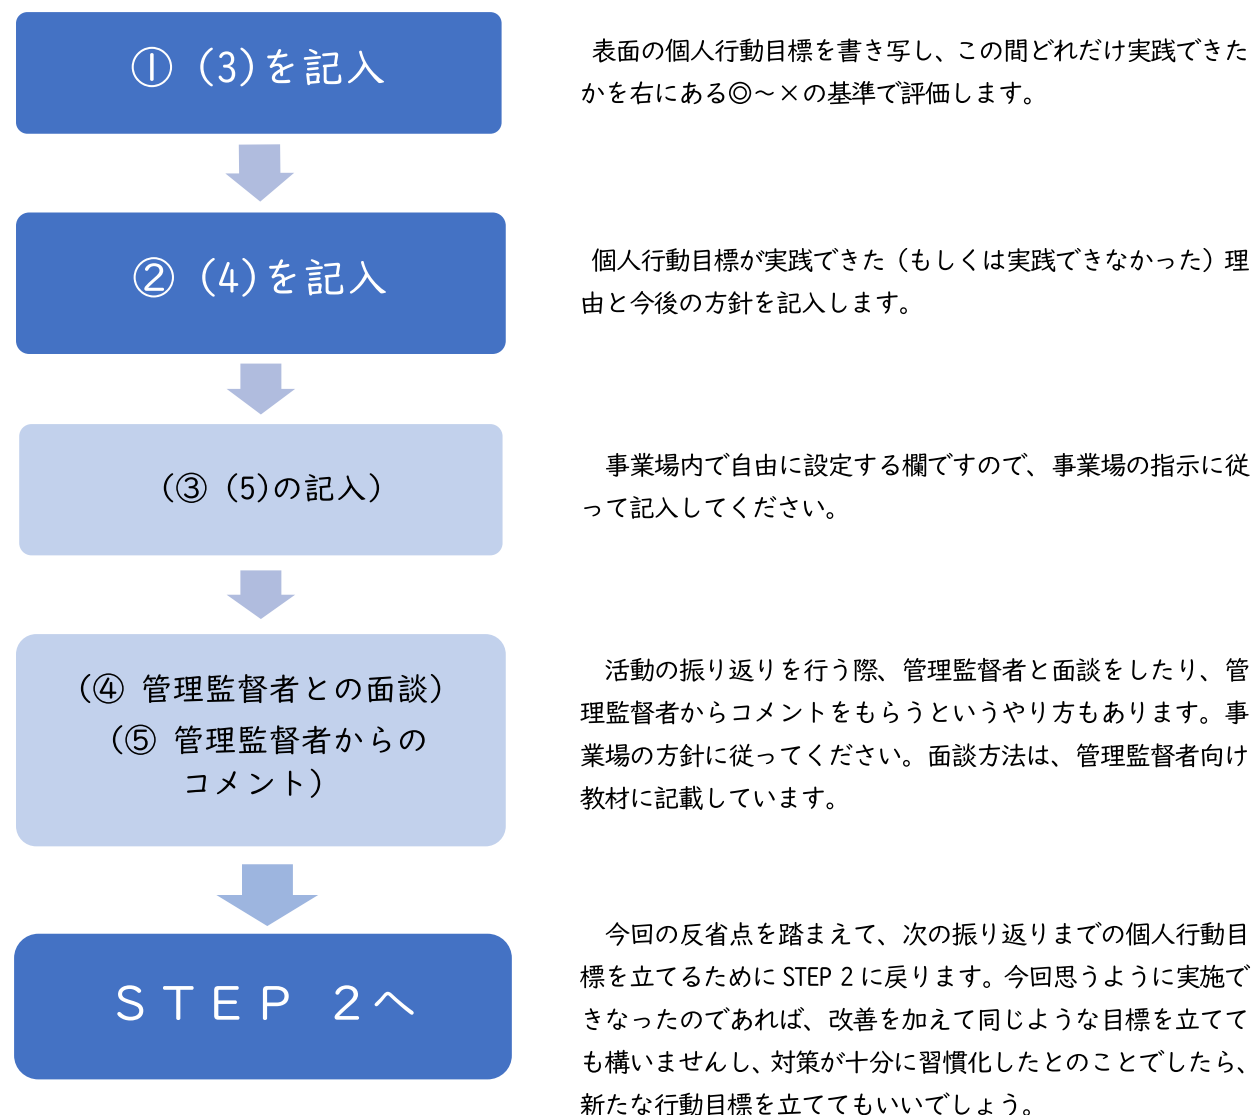 ① (3)を記入
表面の個人行動目標を書き写し、この間どれだけ実践できた
かを右にある◎～×の基準で評価します。
② (4)を記入
個人行動目標が実践できた（もしくは実践できなかった）理
由と今後の方針を記入します。
(③ (5)の記入)
事業場内で自由に設定する欄ですので、事業場の指示に従
って記入してください。
(④ 管理監督者との面談)
(⑤ 管理監督者からの
コメント)
活動の振り返りを行う際、管理監督者と面談をしたり、管
理監督者からコメントをもらうというやり方もあります。事
業場の方針に従ってください。面談方法は、管理監督者向け
教材に記載しています。
ＳＴＥＰ ２へ
今回の反省点を踏まえて、次の振り返りまでの個人行動目
標を立てるために STEP 2 に戻ります。今回思うように実施で
きなったのであれば、改善を加えて同じような目標を立てて
も構いませんし、対策が十分に習慣化したとのことでしたら、
新たな行動目標を立ててもいいでしょう。